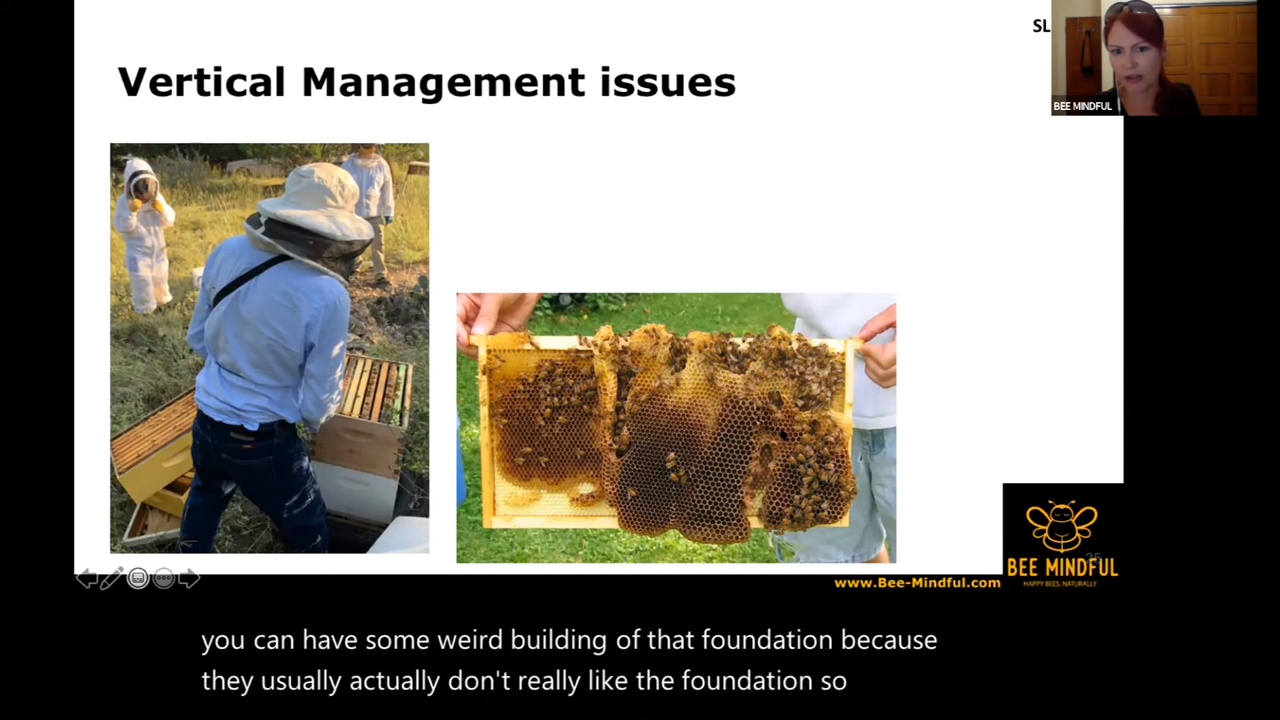 SL
BEE MINDFUL
Vertical Management issues
25
BEE MINDFUL
HAPPY BEES, NATURALLY
www.Bee-Mindful.com
you can have some weird building of that foundation because
they usually actually don't really like the foundation so